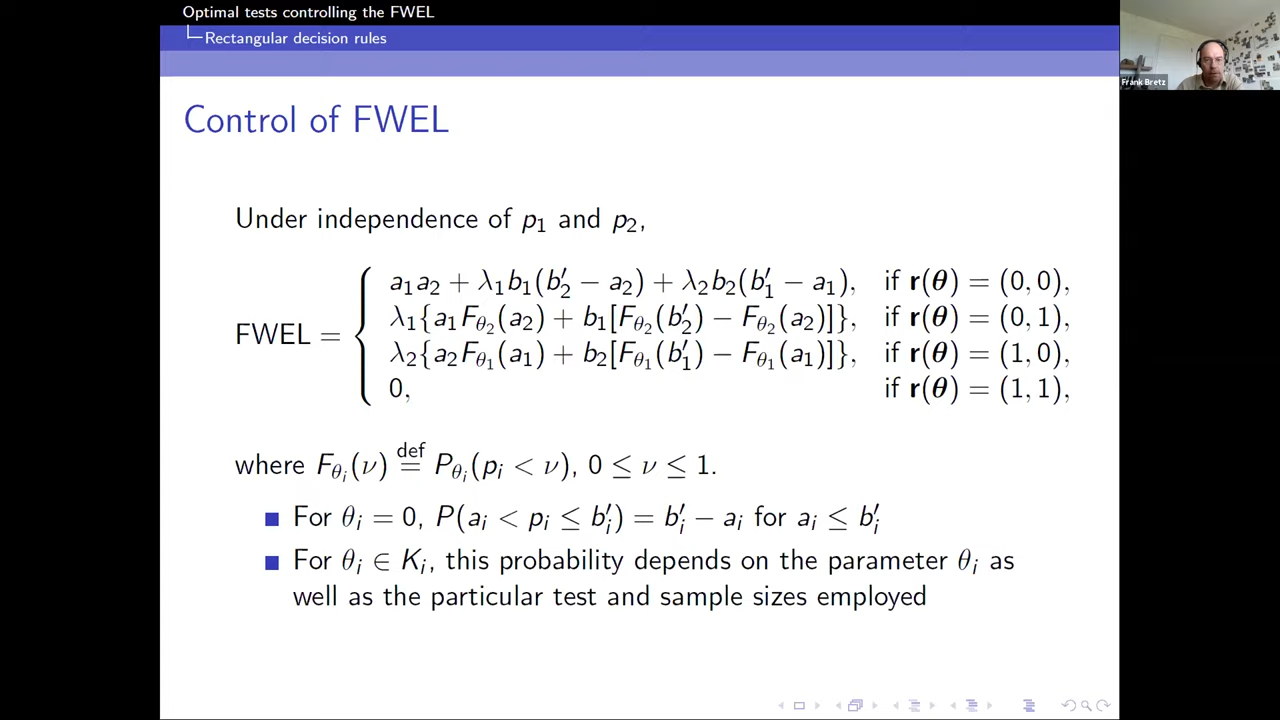 Optimal tests controlling the FWEL
Rectangular decision rules
Frank Bretz
Control of FWEL
Under independence of p₁ and p₂,
a₁a₂ + λ₁b₁(b′₂ − a₂) + λ₂b₂(b′₁ − a₁), if r(θ) = (0, 0),
λ₁{a₁F_θ₂(a₂) + b₁[F_θ₂(b′₂) − F_θ₂(a₂)]}, if r(θ) = (0, 1),
FWEL =
λ₂{a₂F_θ₁(a₁) + b₂[F_θ₁(b′₁) − F_θ₁(a₁)]}, if r(θ) = (1, 0),
0, if r(θ) = (1, 1),
where F_θᵢ(ν) def= P_θᵢ(pᵢ < ν), 0 ≤ ν ≤ 1.
For θᵢ = 0, P(aᵢ < pᵢ ≤ b′ᵢ) = b′ᵢ − aᵢ for aᵢ ≤ b′ᵢ
For θᵢ ∈ Kᵢ, this probability depends on the parameter θᵢ as
well as the particular test and sample sizes employed